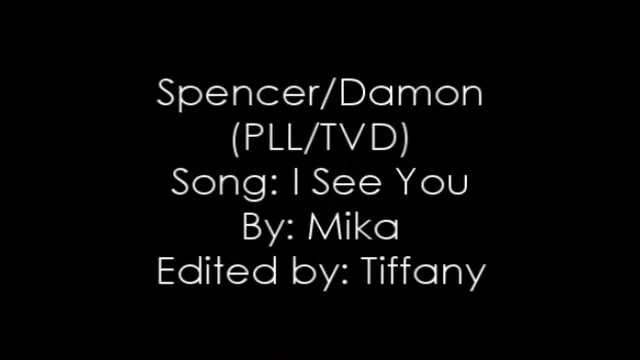 Spencer/Damon
(PLL/TVD)
Song: I See You
By: Mika
Edited by: Tiffany